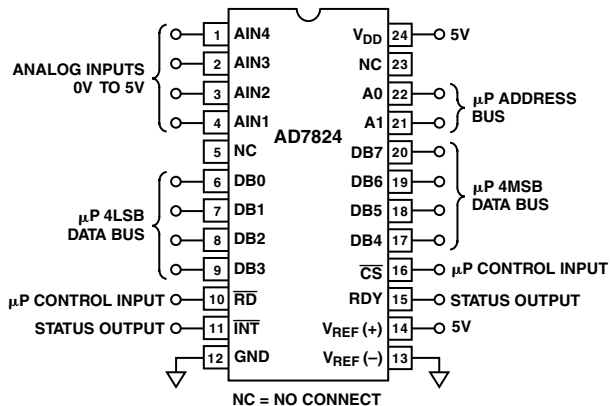 ANALOG INPUTS
0V TO 5V
1 AIN4
2 AIN3
3 AIN2
4 AIN1
5 NC
6 DB0
7 DB1
8 DB2
9 DB3
10 RD
11 INT
12 GND
µP 4LSB
DATA BUS
µP CONTROL INPUT
STATUS OUTPUT
AD7824
VDD 24 5V
NC 23
A0 22
A1 21
DB7 20
DB6 19
DB5 18
DB4 17
CS 16 µP CONTROL INPUT
RDY 15 STATUS OUTPUT
VREF (+) 14 5V
VREF (–) 13
µP ADDRESS
BUS
µP 4MSB
DATA BUS
NC = NO CONNECT